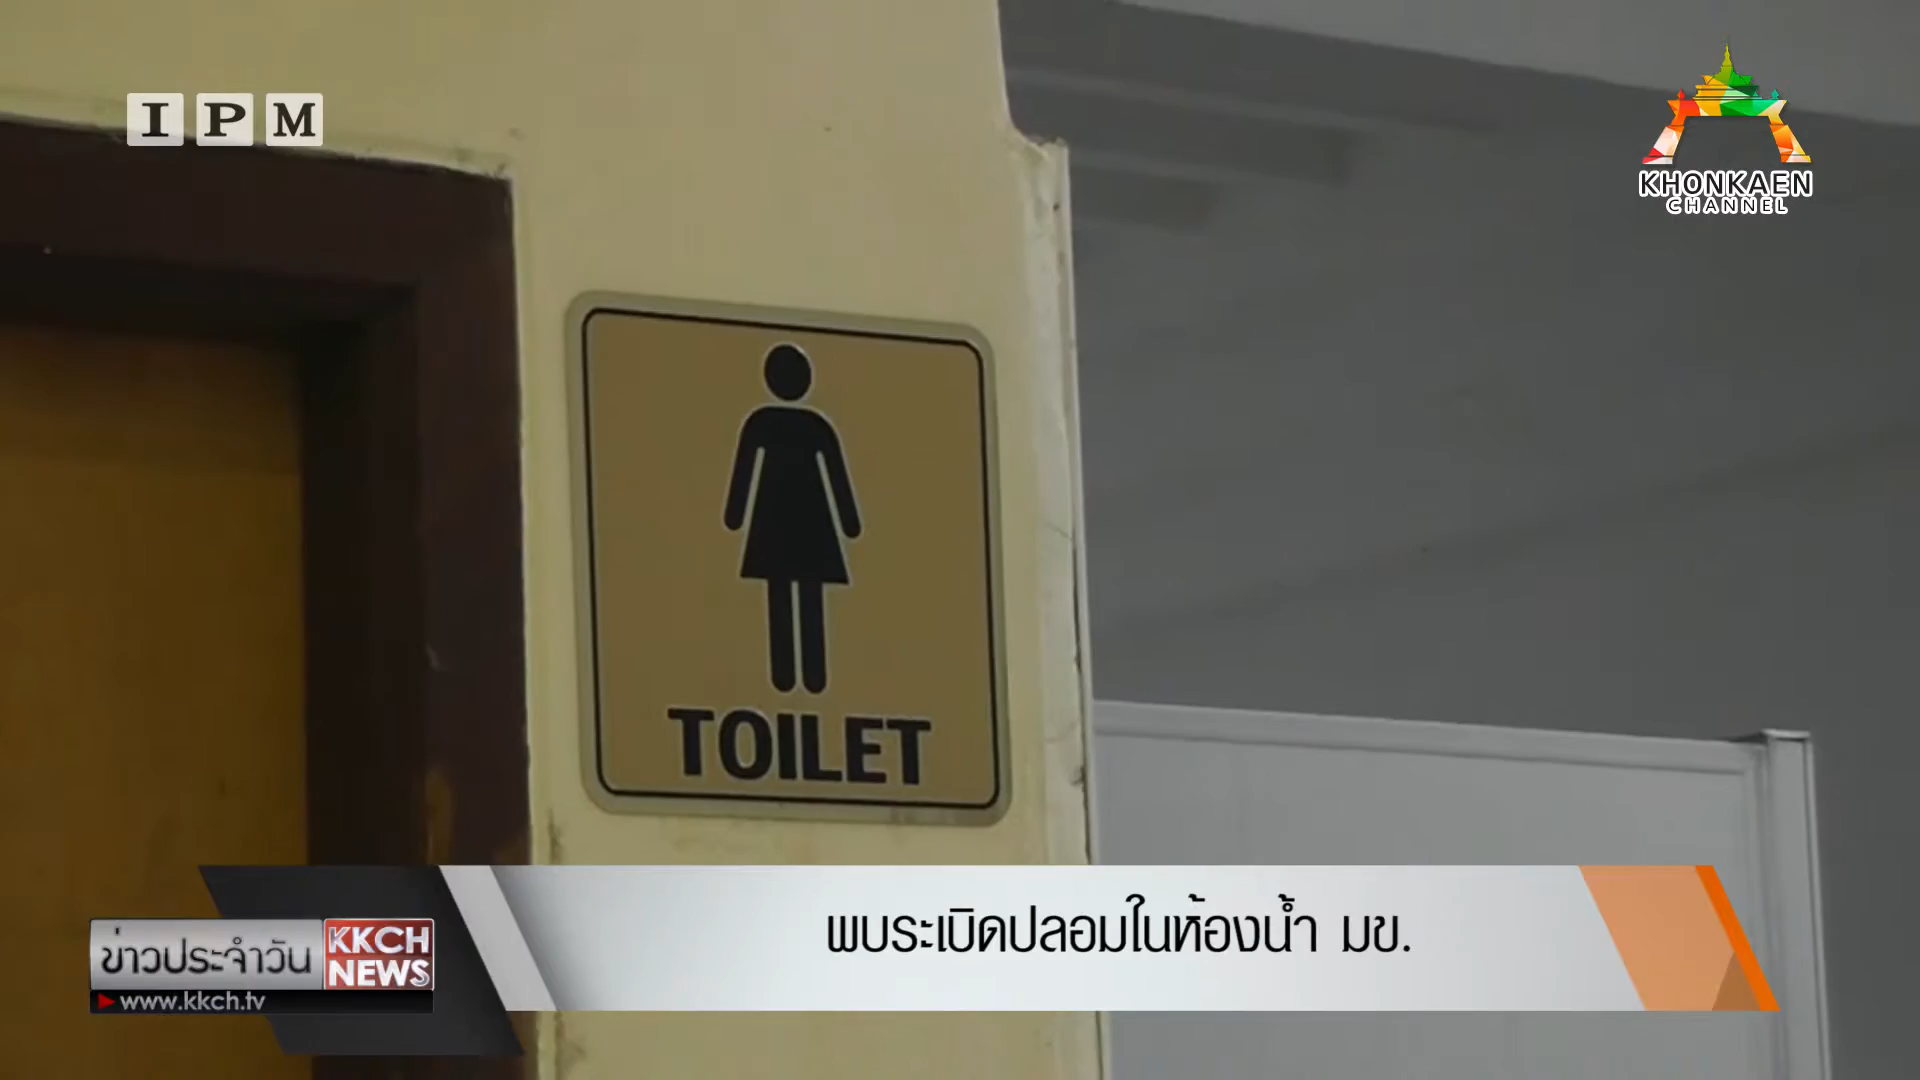 IPM
KHONKAEN
CHANNEL
TOILET
พบระเบิดปลอมในห้องน้ำ มข.
ข่าวประจำวัน
KKCH
NEWS
www.kkch.tv